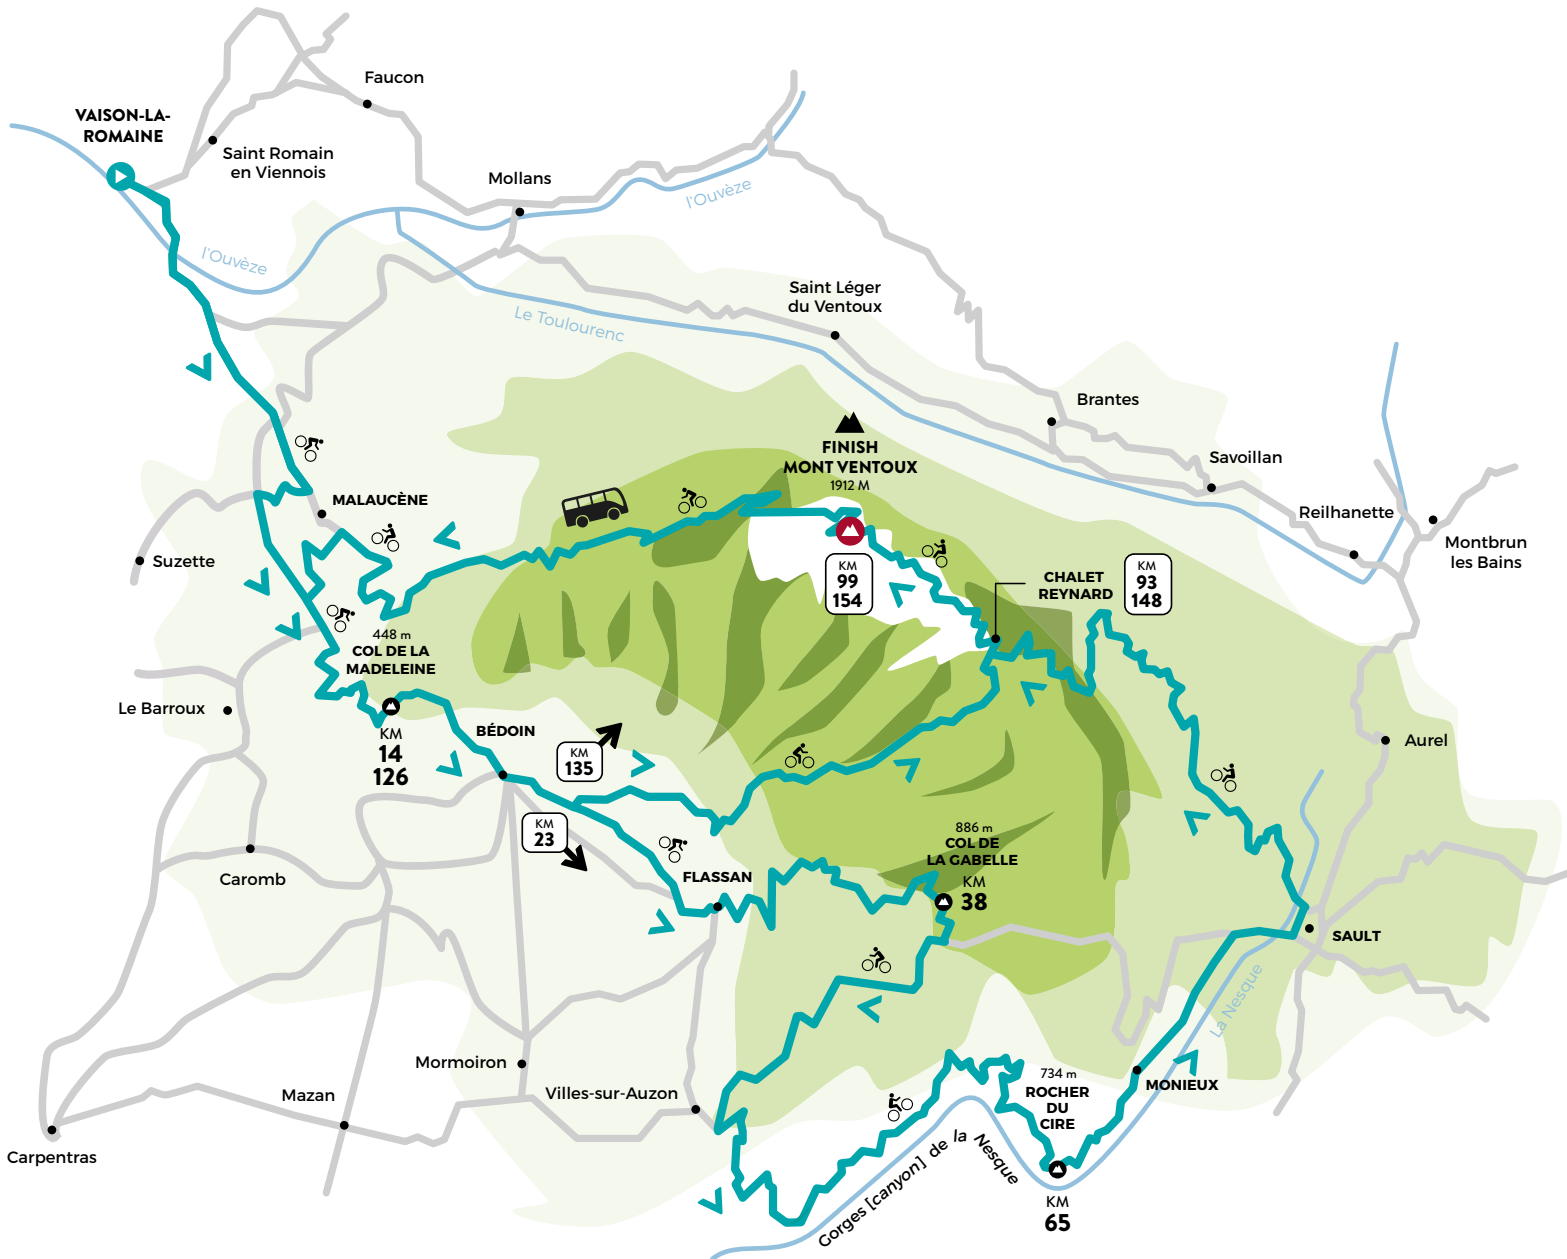 Faucon
VAISON-LA-
ROMAINE
Saint Romain
en Viennois
Mollans
l'Ouvèze
l'Ouvèze
Saint Léger
du Ventoux
Le Toulourenc
Brantes
FINISH
MONT VENTOUX
1912 M
Savoillan
MALAUCÈNE
Reilhanette
Montbrun
les Bains
Suzette
KM
99
154
CHALET
REYNARD
KM
93
148
448 m
COL DE LA
MADELEINE
Le Barroux
KM
14
126
BÉDOIN
KM
135
Aurel
KM
23
886 m
COL DE
LA GABELLE
KM
38
Caromb
FLASSAN
SAULT
La Nesque
Mormoiron
Mazan
Villes-sur-Auzon
734 m
ROCHER
DU
CIRE
MONIEUX
Carpentras
Gorges [canyon] de la Nesque
KM
65